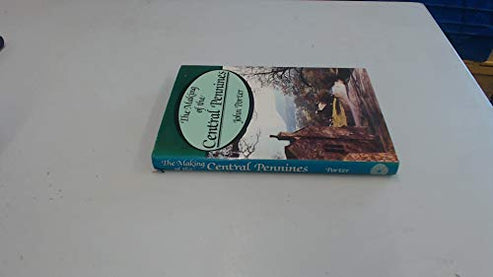 The Making
of the
Central Pennines
John Porter
The Making
of the
Central Pennines
Porter